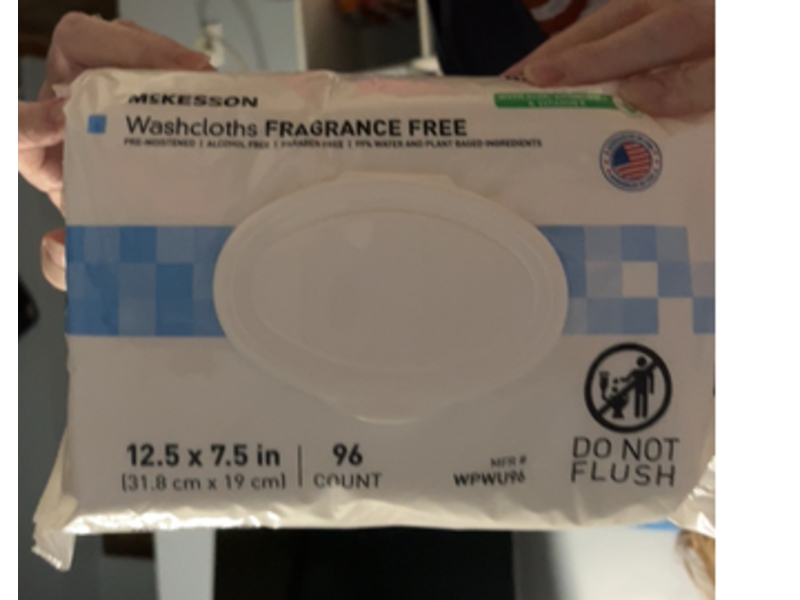 McKESSON
Washcloths FRAGRANCE FREE
PRE-MOISTENED | ALCOHOL FREE | PARABEN FREE | 99% WATER AND PLANT BASED INGREDIENTS
12.5 x 7.5 in
(31.8 cm x 19 cm)
96
COUNT
MFR #
WPWU96
DO NOT
FLUSH